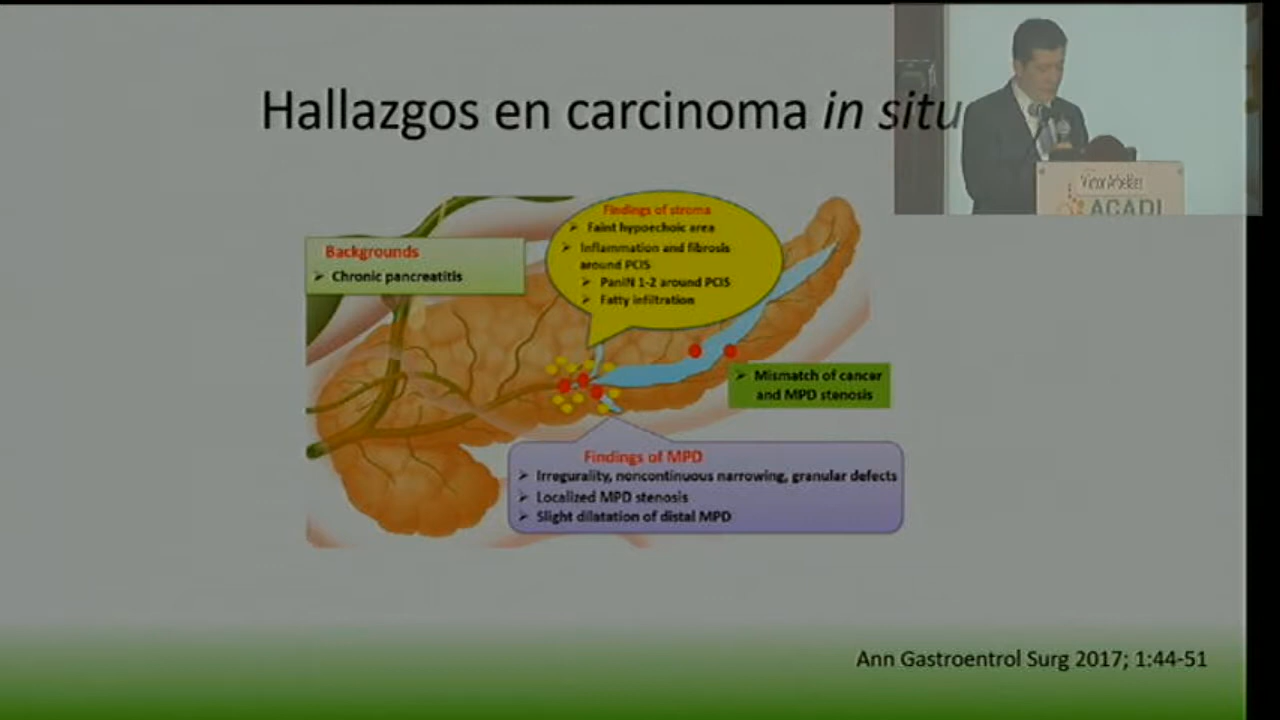 Hallazgos en carcinoma in situ
Findings of stroma
➢ Faint hypoechoic area
➢ Inflammation and fibrosis
around PCIS
➢ PanIN 1-2 around PCIS
➢ Fatty infiltration
Backgrounds
➢ Chronic pancreatitis
➢ Mismatch of cancer
and MPD stenosis
Findings of MPD
➢ Irregurality, noncontinuous narrowing, granular defects
➢ Localized MPD stenosis
➢ Slight dilatation of distal MPD
Ann Gastroentrol Surg 2017; 1:44-51
ACADI